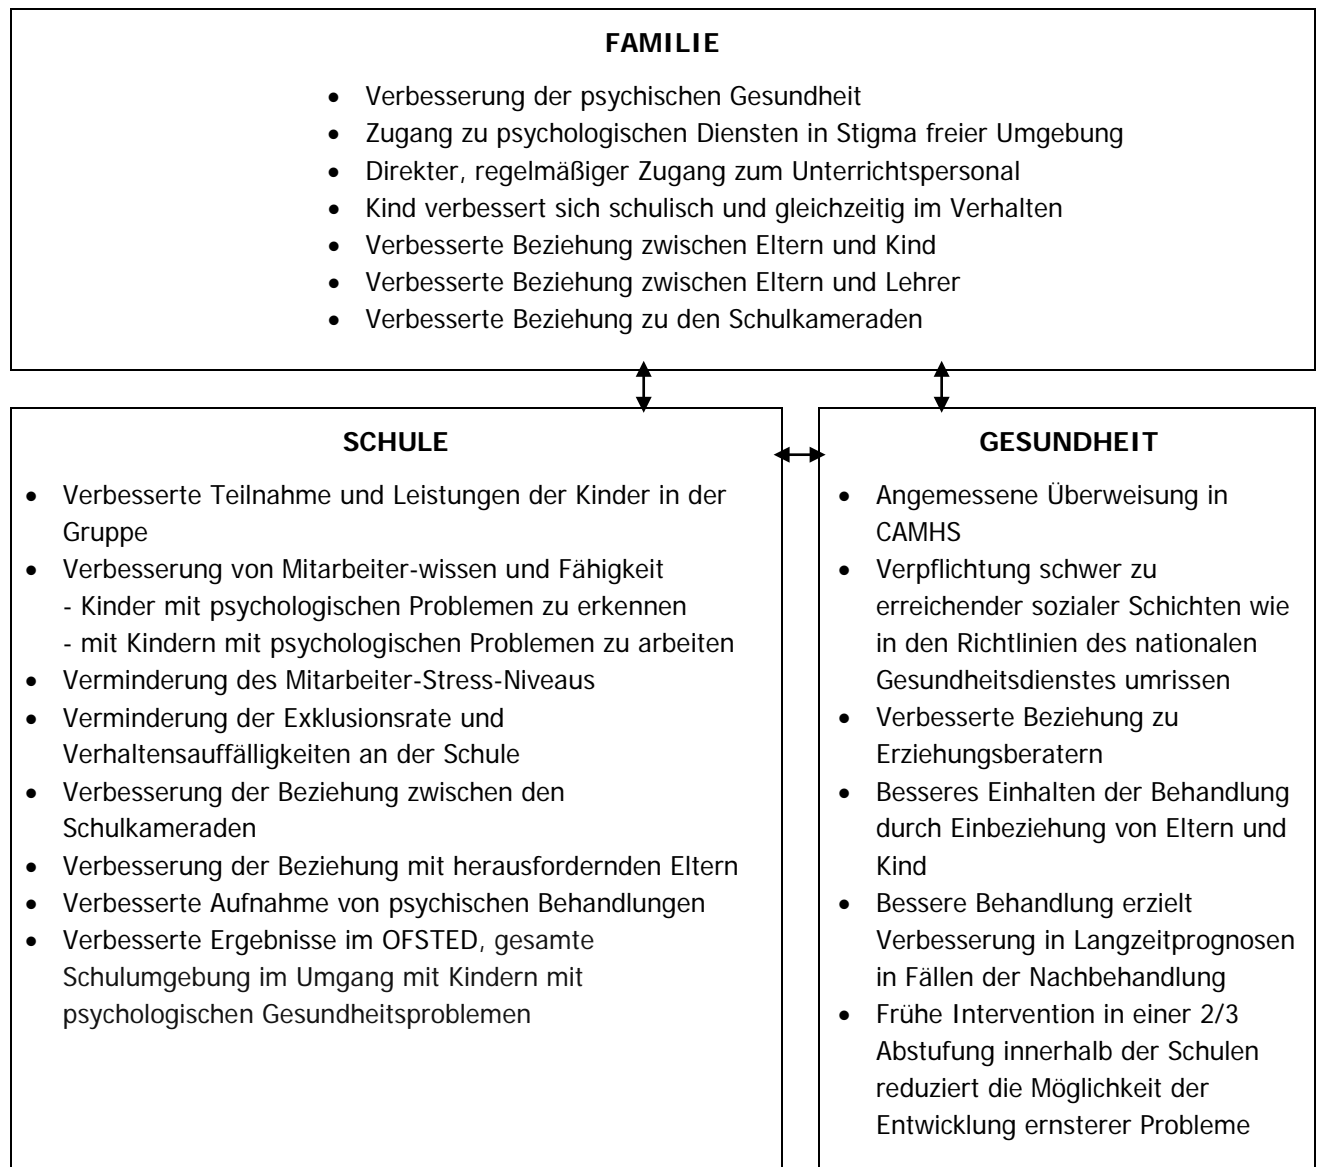 FAMILIE
• Verbesserung der psychischen Gesundheit
• Zugang zu psychologischen Diensten in Stigma freier Umgebung
• Direkter, regelmäßiger Zugang zum Unterrichtspersonal
• Kind verbessert sich schulisch und gleichzeitig im Verhalten
• Verbesserte Beziehung zwischen Eltern und Kind
• Verbesserte Beziehung zwischen Eltern und Lehrer
• Verbesserte Beziehung zu den Schulkameraden
SCHULE
• Verbesserte Teilnahme und Leistungen der Kinder in der
Gruppe
• Verbesserung von Mitarbeiter-wissen und Fähigkeit
- Kinder mit psychologischen Problemen zu erkennen
- mit Kindern mit psychologischen Problemen zu arbeiten
• Verminderung des Mitarbeiter-Stress-Niveaus
• Verminderung der Exklusionsrate und
Verhaltensauffälligkeiten an der Schule
• Verbesserung der Beziehung zwischen den
Schulkameraden
• Verbesserung der Beziehung mit herausfordernden Eltern
• Verbesserte Aufnahme von psychischen Behandlungen
• Verbesserte Ergebnisse im OFSTED, gesamte
Schulumgebung im Umgang mit Kindern mit
psychologischen Gesundheitsproblemen
GESUNDHEIT
• Angemessene Überweisung in
CAMHS
• Verpflichtung schwer zu
erreichender sozialer Schichten wie
in den Richtlinien des nationalen
Gesundheitsdienstes umrissen
• Verbesserte Beziehung zu
Erziehungsberatern
• Besseres Einhalten der Behandlung
durch Einbeziehung von Eltern und
Kind
• Bessere Behandlung erzielt
Verbesserung in Langzeitprognosen
in Fällen der Nachbehandlung
• Frühe Intervention in einer 2/3
Abstufung innerhalb der Schulen
reduziert die Möglichkeit der
Entwicklung ernsterer Probleme